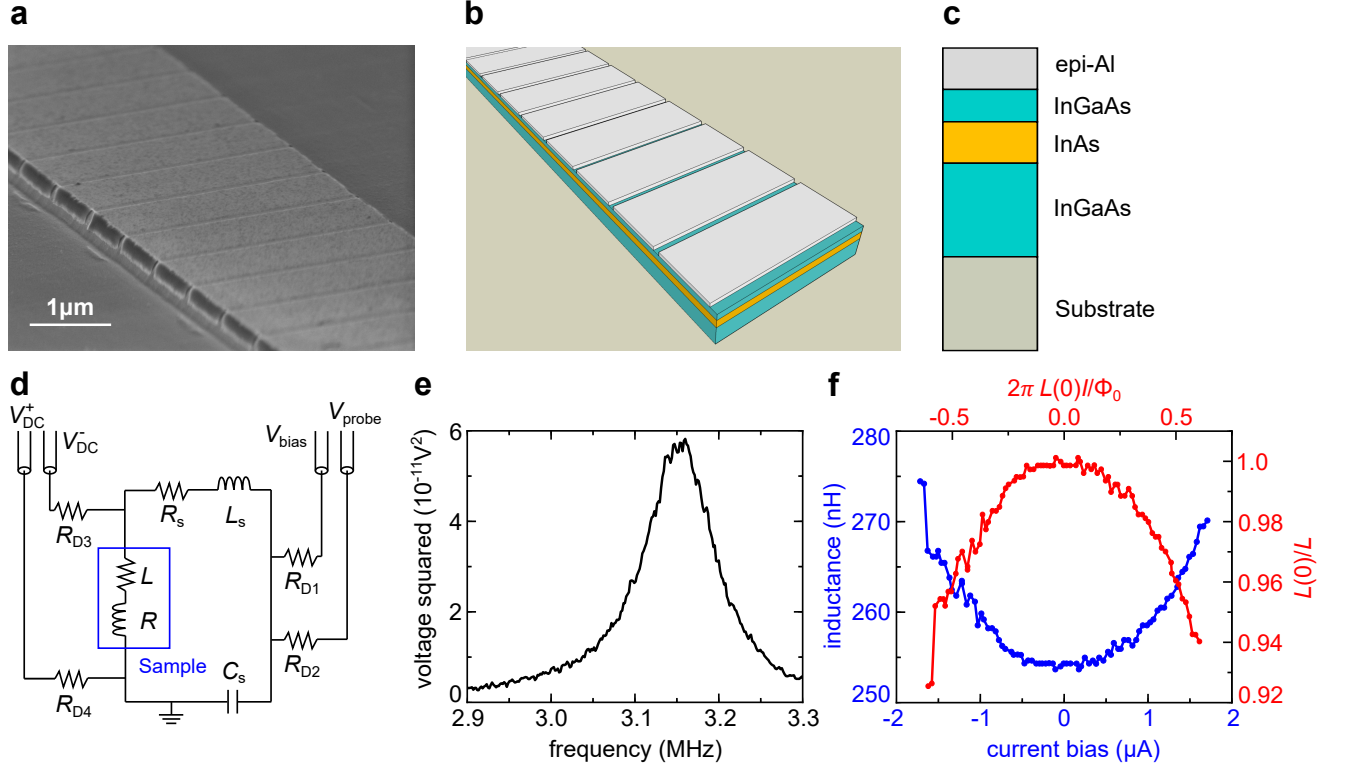 a
b
c
1μm
epi-Al
InGaAs
InAs
InGaAs
Substrate
d
V+DC
V-DC
Vbias
Vprobe
Rs
Ls
RD3
RD1
L
R
Sample
RD2
RD4
Cs
e
voltage squared (10-11V2)
6
4
2
0
2.9
3.0
3.1
3.2
3.3
frequency (MHz)
f
2π L(0)I/Φ0
-0.5
0.0
0.5
inductance (nH)
280
270
260
250
-2
-1
0
1
2
current bias (μA)
1.0
0.98
0.96
0.94
0.92
L(0)/L